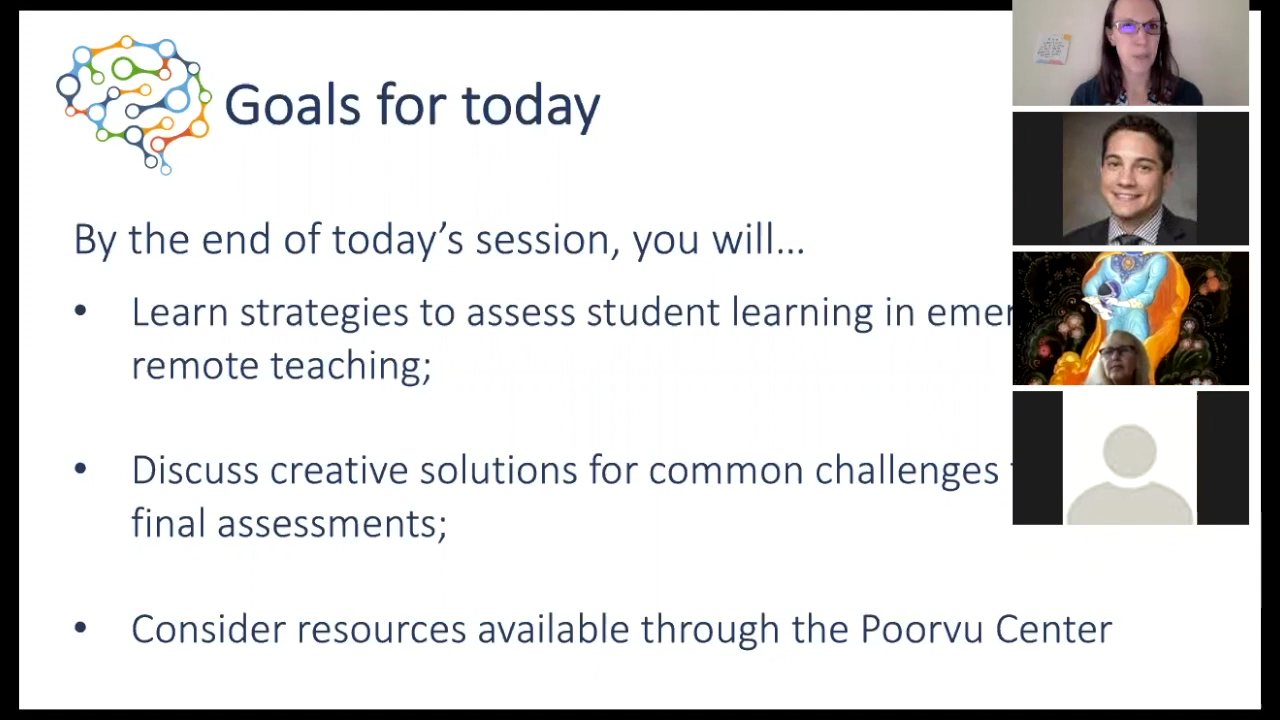 Goals for today
By the end of today's session, you will...
• Learn strategies to assess student learning in
remote teaching;
• Discuss creative solutions for common challenges
final assessments;
• Consider resources available through the Poorvu Center